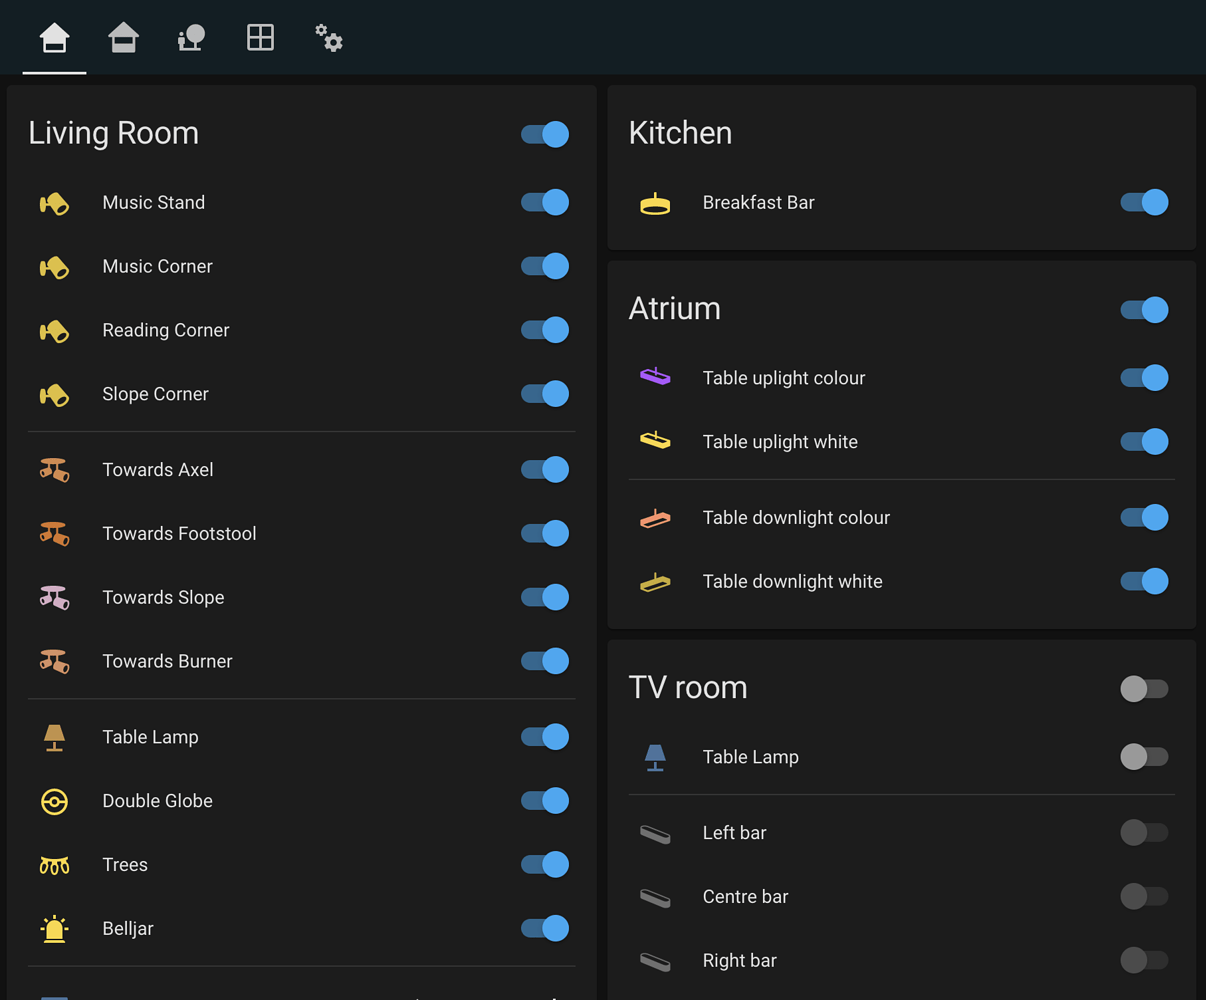 Living Room
Music Stand
Music Corner
Reading Corner
Slope Corner
Towards Axel
Towards Footstool
Towards Slope
Towards Burner
Table Lamp
Double Globe
Trees
Belljar
Kitchen
Breakfast Bar
Atrium
Table uplight colour
Table uplight white
Table downlight colour
Table downlight white
TV room
Table Lamp
Left bar
Centre bar
Right bar